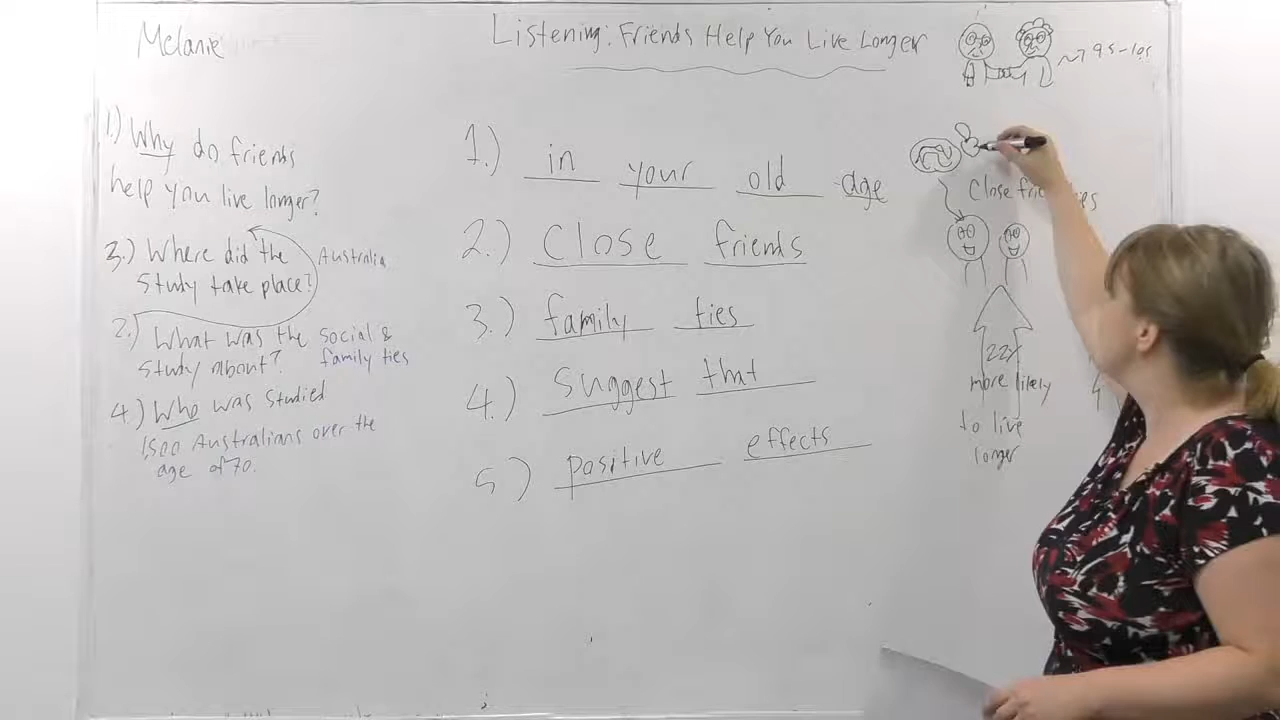 Melanie
Listening: Friends Help You Live Longer
95-105
1.) Why do friends
help you live longer?
3.) Where did the
study take place?
Australia
2.) What was the
study about?
social &
family ties
4.) Who was studied
1,500 Australians over the
age of 70.
1.) in your old age
2.) Close friends
3.) family ties
4.) suggest that
5.) positive effects
Close
22%
more likely
to live
longer